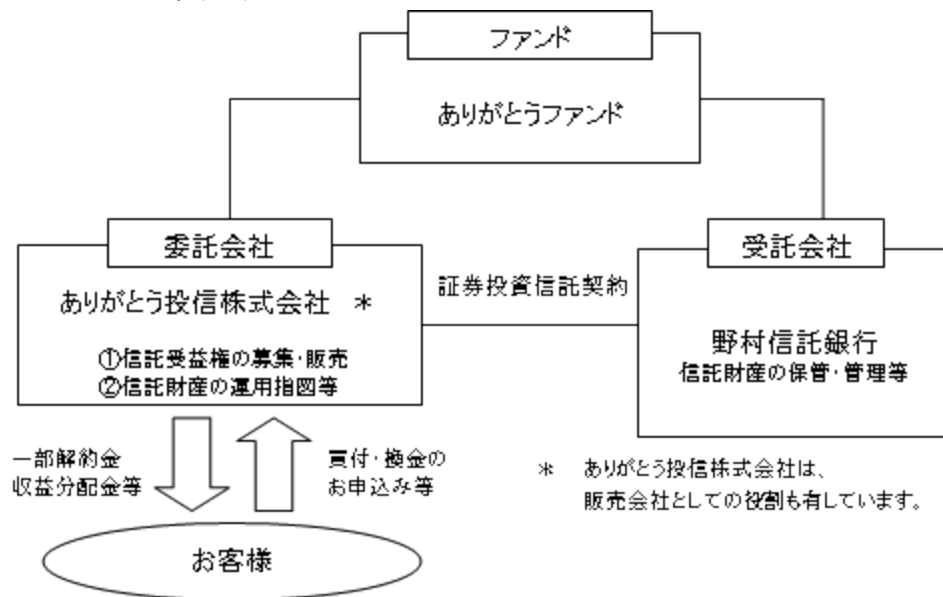 ファンド
ありがとうファンド
委託会社
ありがとう投信株式会社 *
①信託受益権の募集・販売
②信託財産の運用指図等
証券投資信託契約
受託会社
野村信託銀行
信託財産の保管・管理等
一部解約金
収益分配金等
買付・換金の
お申込み等
* ありがとう投信株式会社は、
販売会社としての役割も有しています。
お客様